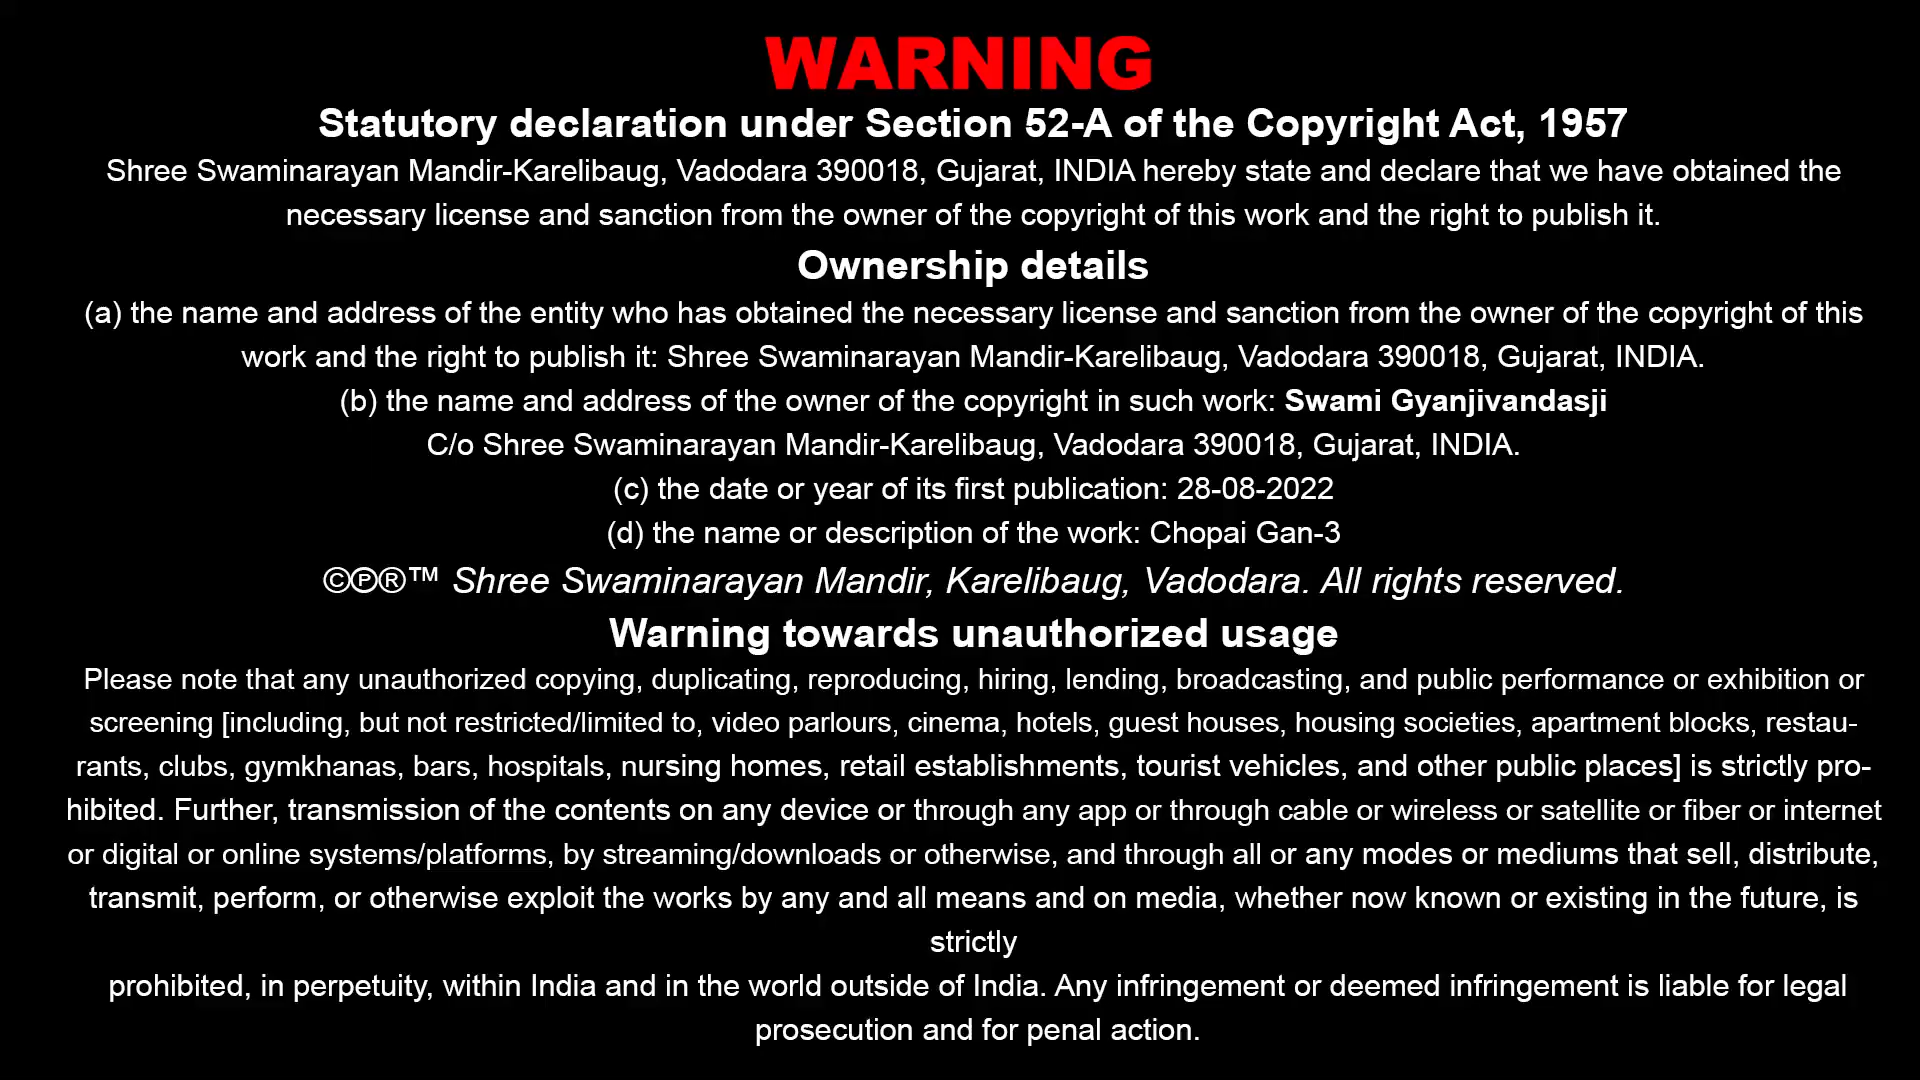 WARNING
Statutory declaration under Section 52-A of the Copyright Act, 1957
Shree Swaminarayan Mandir-Karelibaug, Vadodara 390018, Gujarat, INDIA hereby state and declare that we have obtained the
necessary license and sanction from the owner of the copyright of this work and the right to publish it.
Ownership details
(a) the name and address of the entity who has obtained the necessary license and sanction from the owner of the copyright of this
work and the right to publish it: Shree Swaminarayan Mandir-Karelibaug, Vadodara 390018, Gujarat, INDIA.
(b) the name and address of the owner of the copyright in such work: Swami Gyanjivandasji
C/o Shree Swaminarayan Mandir-Karelibaug, Vadodara 390018, Gujarat, INDIA.
(c) the date or year of its first publication: 28-08-2022
(d) the name or description of the work: Chopai Gan-3
©℗®™ Shree Swaminarayan Mandir, Karelibaug, Vadodara. All rights reserved.
Warning towards unauthorized usage
Please note that any unauthorized copying, duplicating, reproducing, hiring, lending, broadcasting, and public performance or exhibition or
screening [including, but not restricted/limited to, video parlours, cinema, hotels, guest houses, housing societies, apartment blocks, restau-
rants, clubs, gymkhanas, bars, hospitals, nursing homes, retail establishments, tourist vehicles, and other public places] is strictly pro-
hibited. Further, transmission of the contents on any device or through any app or through cable or wireless or satellite or fiber or internet
or digital or online systems/platforms, by streaming/downloads or otherwise, and through all or any modes or mediums that sell, distribute,
transmit, perform, or otherwise exploit the works by any and all means and on media, whether now known or existing in the future, is
strictly
prohibited, in perpetuity, within India and in the world outside of India. Any infringement or deemed infringement is liable for legal
prosecution and for penal action.